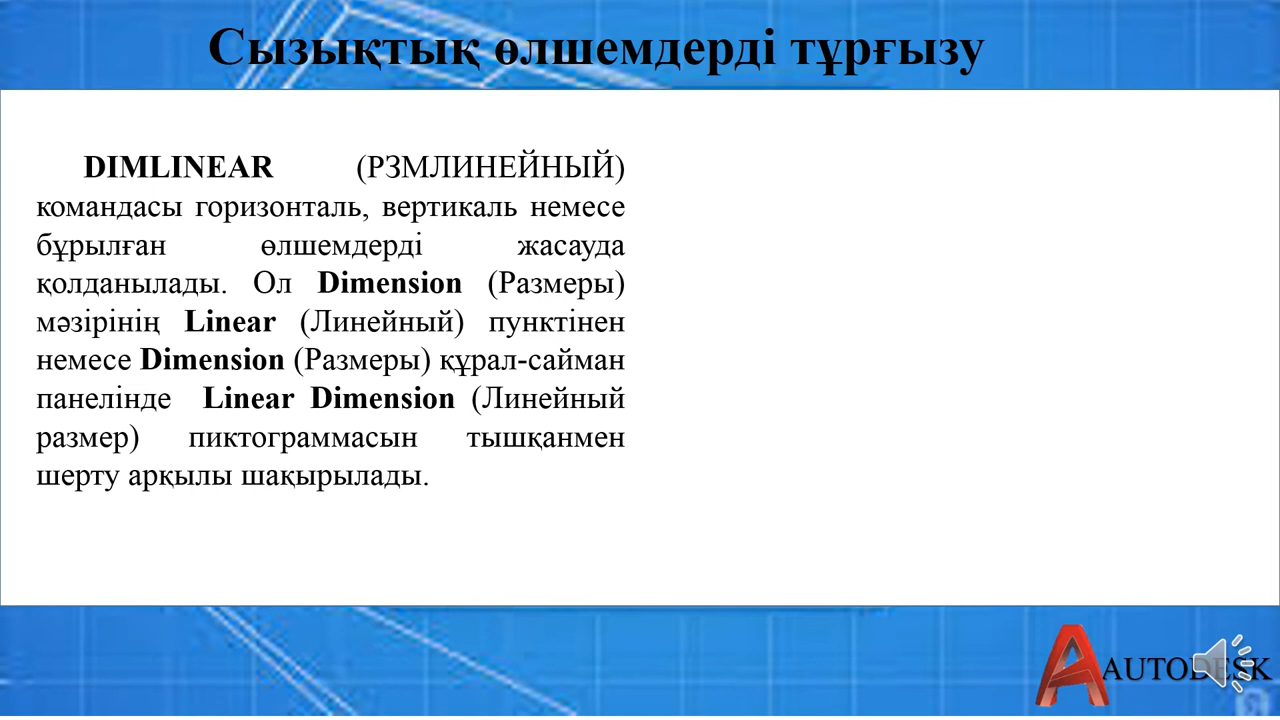 Сызықтық өлшемдерді тұрғызу
DIMLINEAR (РЗМЛИНЕЙНЫЙ)
командасы горизонталь, вертикаль немесе
бұрылған өлшемдерді жасауда
қолданылады. Ол Dimension (Размеры)
мәзірінің Linear (Линейный) пунктінен
немесе Dimension (Размеры) құрал-сайман
панелінде Linear Dimension (Линейный
размер) пиктограммасын тышқанмен
шерту арқылы шақырылады.
AUTODESK